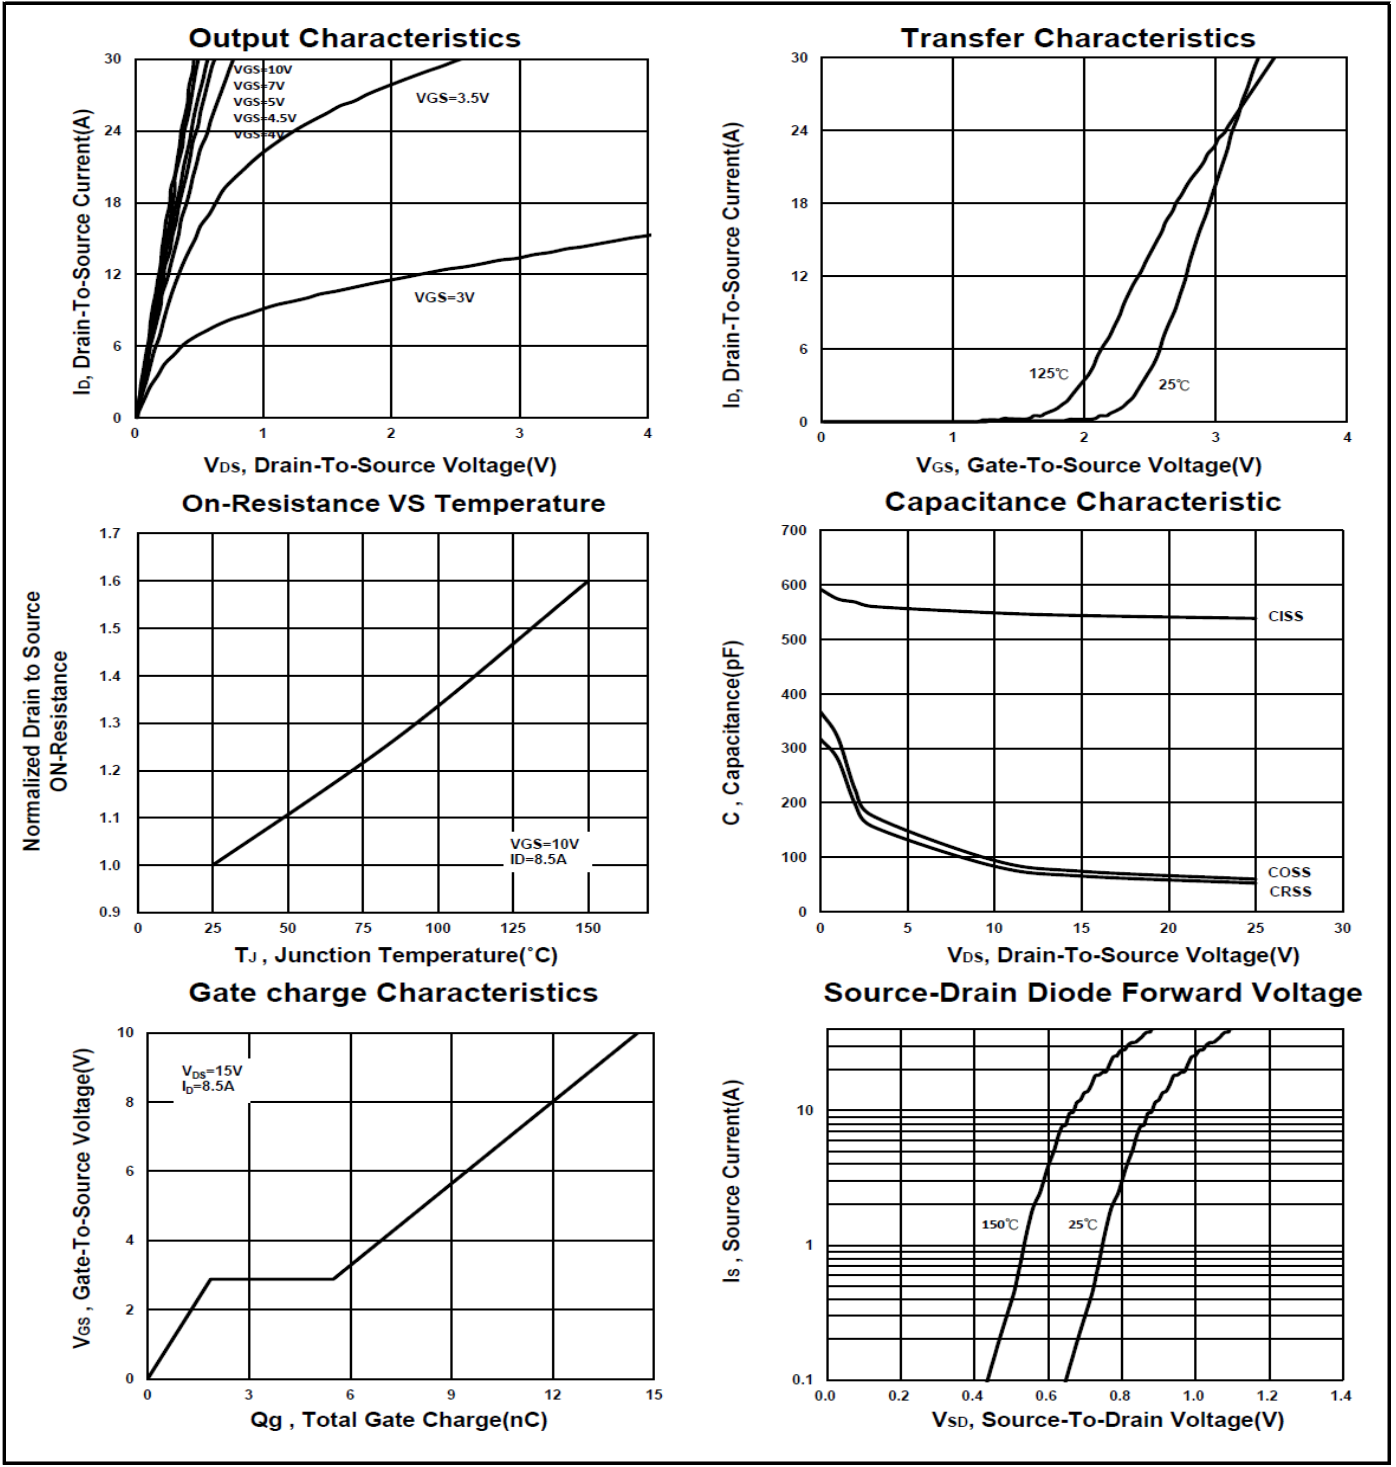 Output Characteristics
ID, Drain-To-Source Current(A)
30
24
18
12
6
0
VGS=10V
VGS=7V
VGS=5V
VGS=4.5V
VGS=4V
VGS=3.5V
VGS=3V
0 1 2 3 4
VDS, Drain-To-Source Voltage(V)
Transfer Characteristics
ID, Drain-To-Source Current(A)
30
24
18
12
6
0
125℃
25℃
0 1 2 3 4
VGS, Gate-To-Source Voltage(V)
On-Resistance VS Temperature
Normalized Drain to Source
ON-Resistance
1.7
1.6
1.5
1.4
1.3
1.2
1.1
1.0
0.9
VGS=10V
ID=8.5A
0 25 50 75 100 125 150
TJ , Junction Temperature(°C)
Capacitance Characteristic
C , Capacitance(pF)
700
600
500
400
300
200
100
0
CISS
COSS
CRSS
0 5 10 15 20 25 30
VDS, Drain-To-Source Voltage(V)
Gate charge Characteristics
VGS , Gate-To-Source Voltage(V)
10
8
6
4
2
0
VDS=15V
ID=8.5A
0 3 6 9 12 15
Qg , Total Gate Charge(nC)
Source-Drain Diode Forward Voltage
IS , Source Current(A)
10
1
0.1
150℃
25℃
0.0 0.2 0.4 0.6 0.8 1.0 1.2 1.4
VSD, Source-To-Drain Voltage(V)